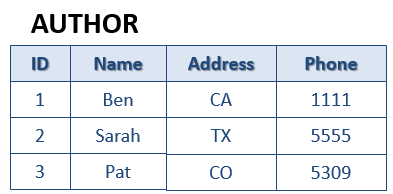 AUTHOR
ID Name Address Phone
1 Ben CA 1111
2 Sarah TX 5555
3 Pat CO 5309